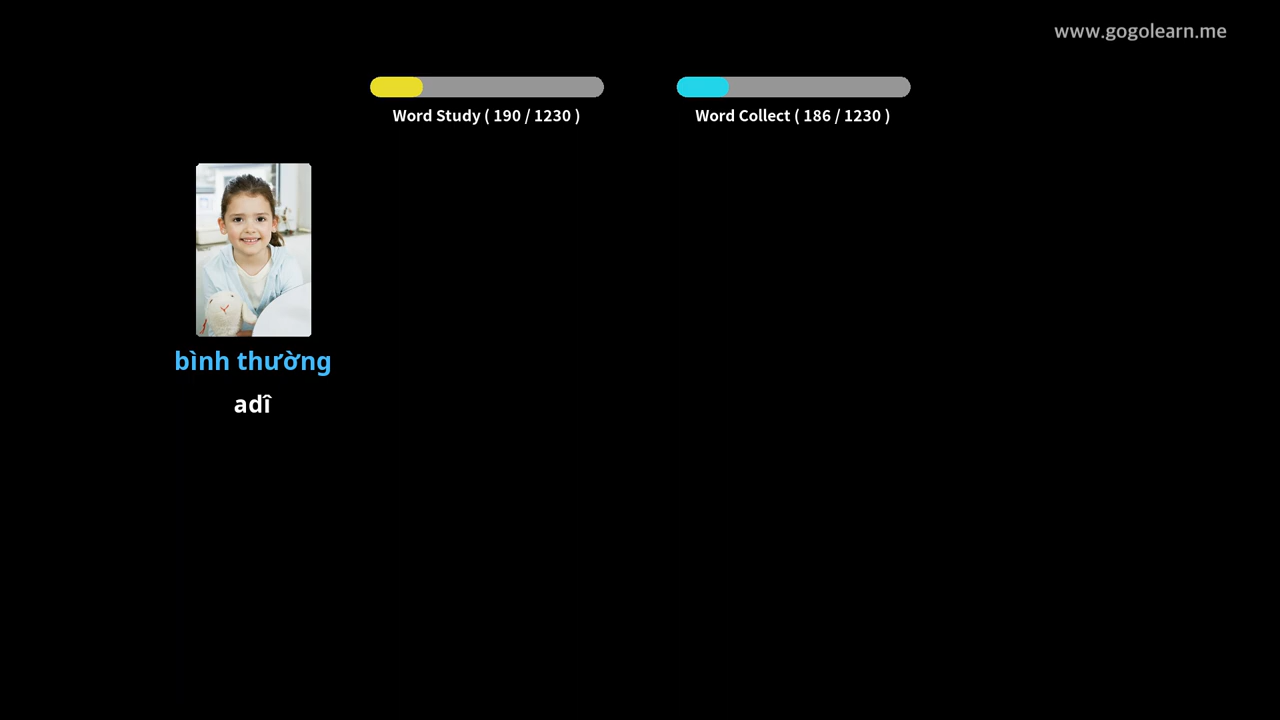 www.gogolearn.me
Word Study ( 190 / 1230 )
Word Collect ( 186 / 1230 )
bình thường
adî